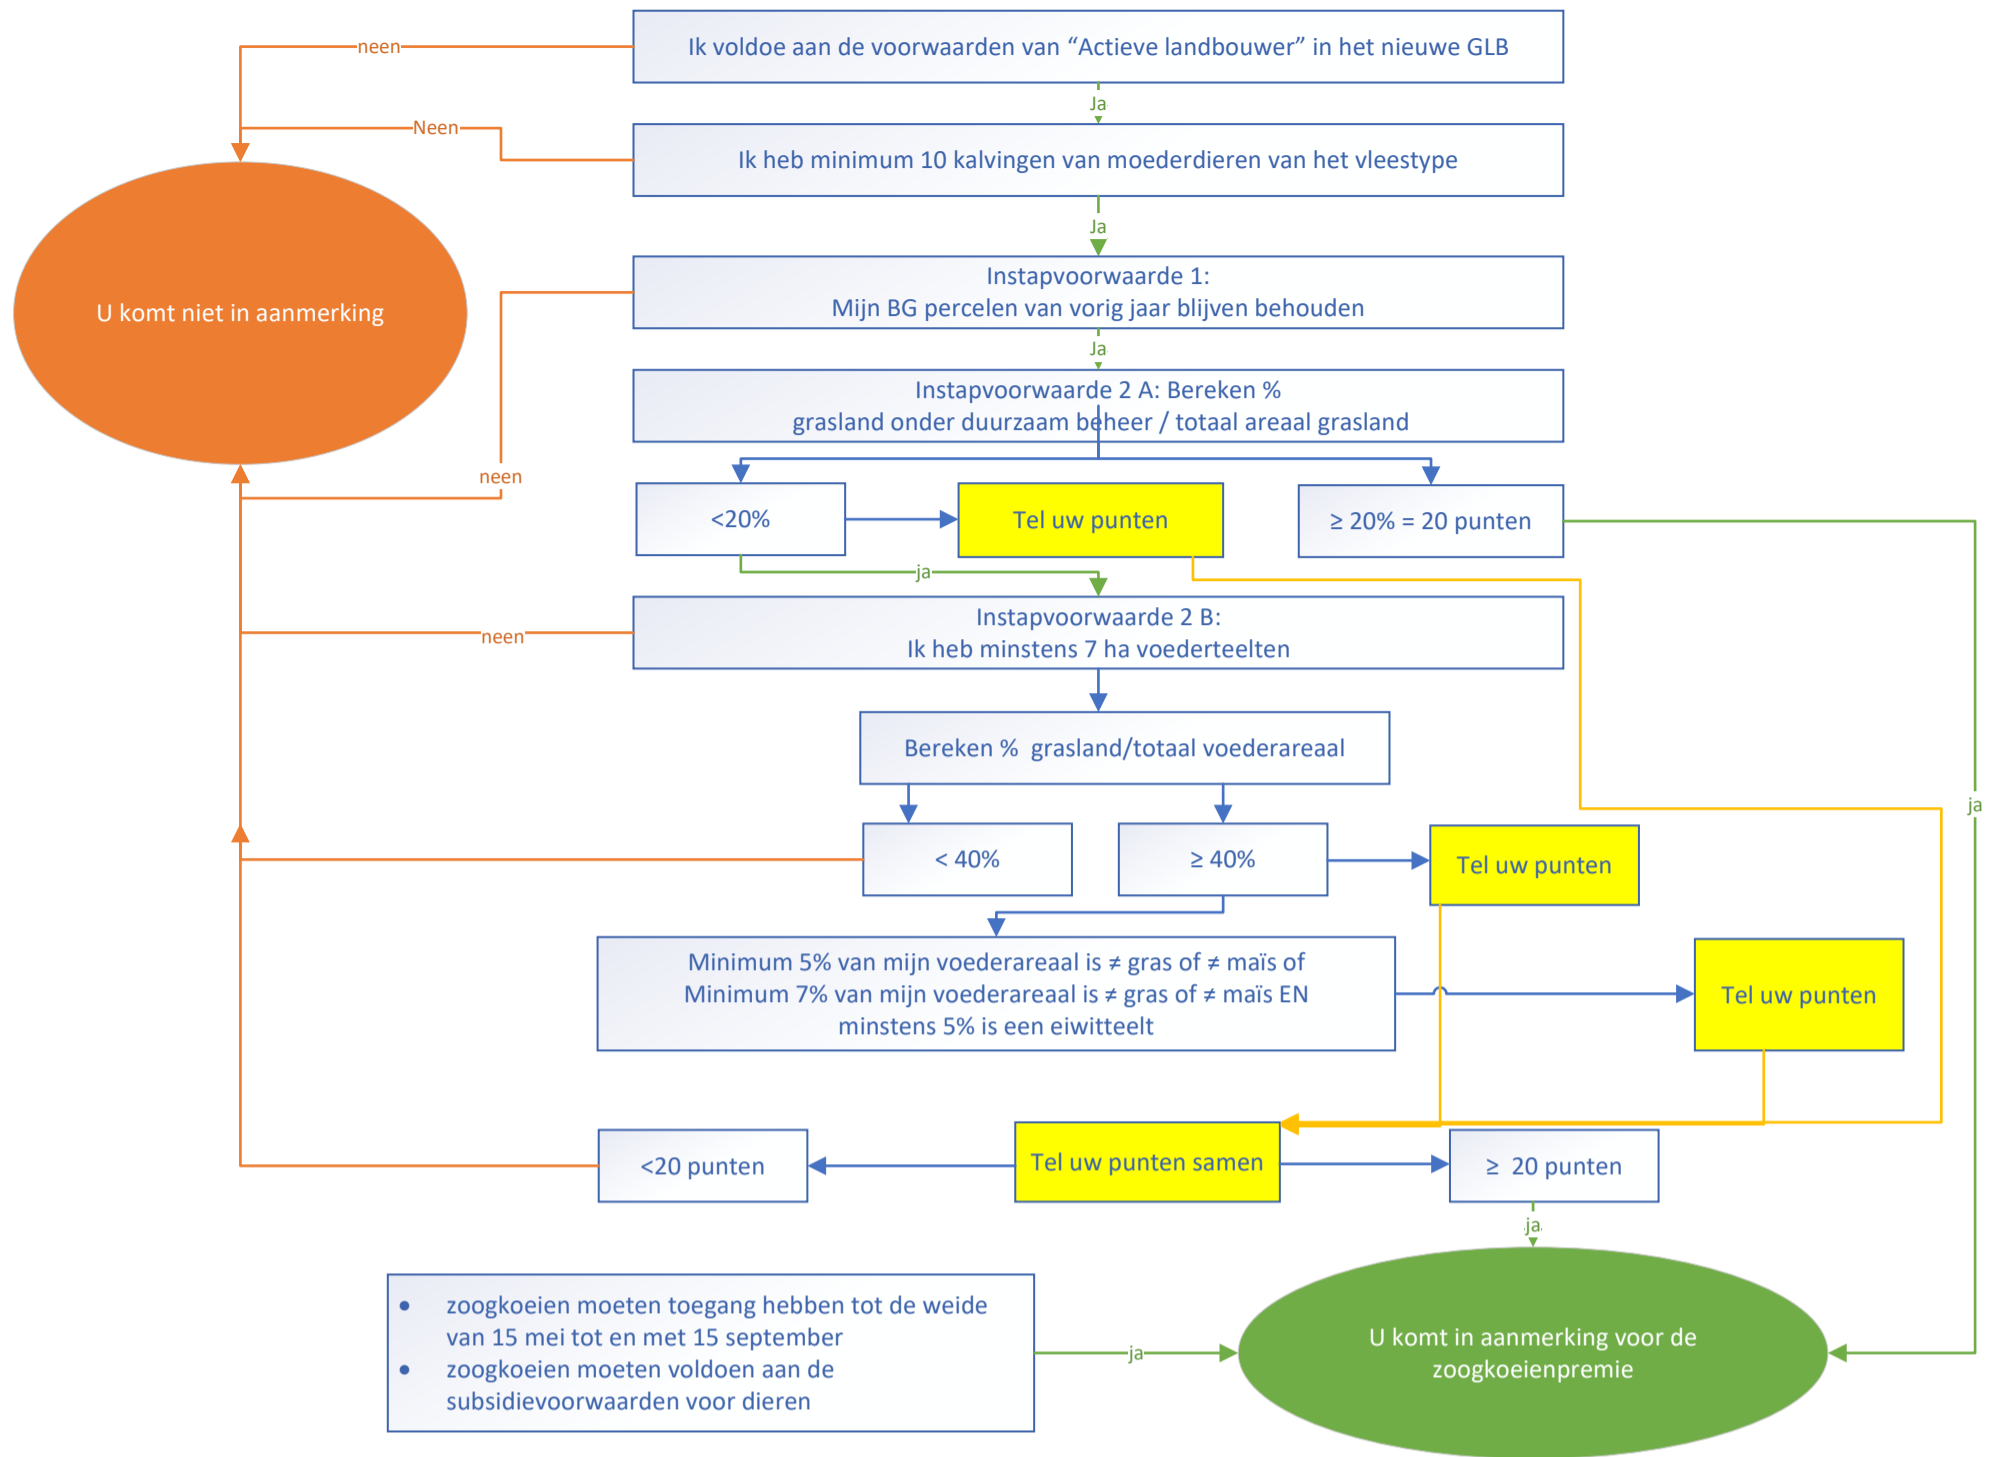 neen
Ik voldoe aan de voorwaarden van “Actieve landbouwer” in het nieuwe GLB
Ja
Neen
Ik heb minimum 10 kalvingen van moederdieren van het vleestype
Ja
U komt niet in aanmerking
Instapvoorwaarde 1:
Mijn BG percelen van vorig jaar blijven behouden
Ja
Instapvoorwaarde 2 A: Bereken %
grasland onder duurzaam beheer / totaal areaal grasland
neen
<20%
Tel uw punten
≥ 20% = 20 punten
ja
Instapvoorwaarde 2 B:
Ik heb minstens 7 ha voederteelten
neen
Bereken % grasland/totaal voederareaal
ja
< 40%
≥ 40%
Tel uw punten
Minimum 5% van mijn voederareaal is ≠ gras of ≠ maïs of
Minimum 7% van mijn voederareaal is ≠ gras of ≠ maïs EN
minstens 5% is een eiwitteelt
Tel uw punten
<20 punten
Tel uw punten samen
≥ 20 punten
ja
• zoogkoeien moeten toegang hebben tot de weide
van 15 mei tot en met 15 september
• zoogkoeien moeten voldoen aan de
subsidievoorwaarden voor dieren
ja
U komt in aanmerking voor de
zoogkoeienpremie